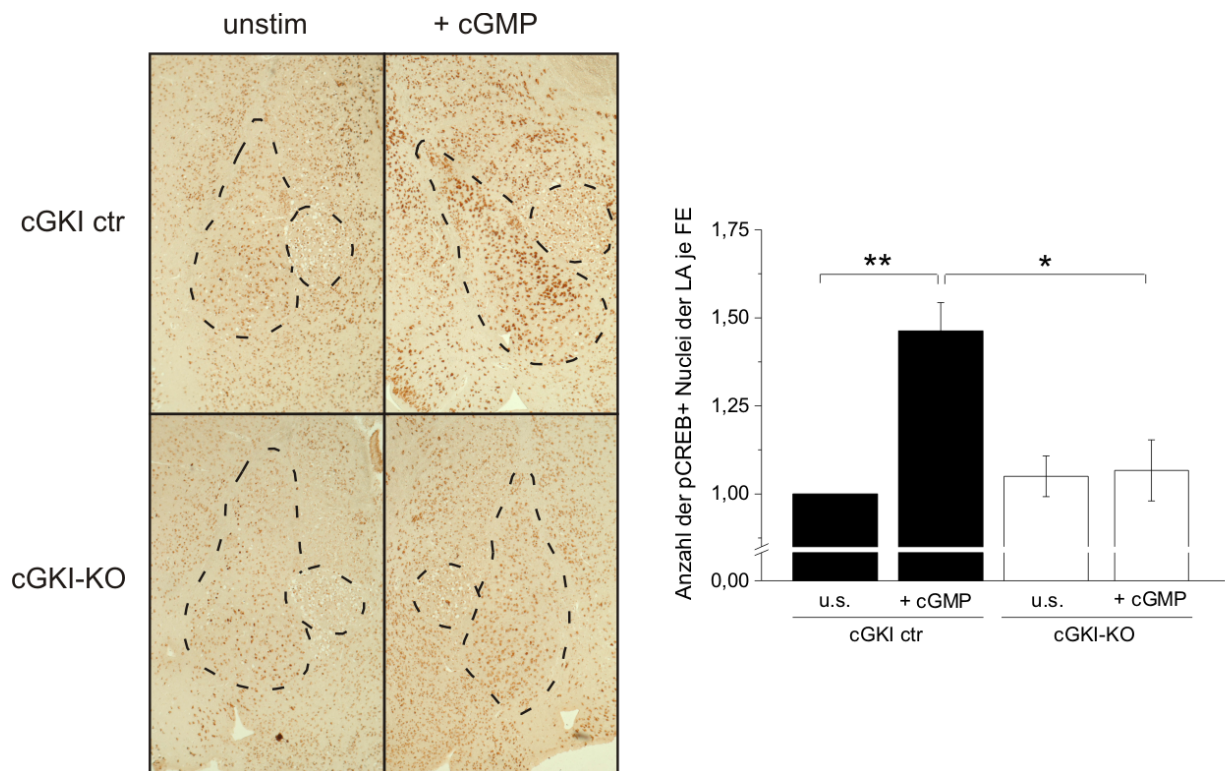 unstim + cGMP
cGKI ctr
cGKI-KO
Anzahl der pCREB+ Nuclei der LA je FE
1,75
1,50
1,25
1,00
0,00
** *
u.s. + cGMP u.s. + cGMP
cGKI ctr cGKI-KO